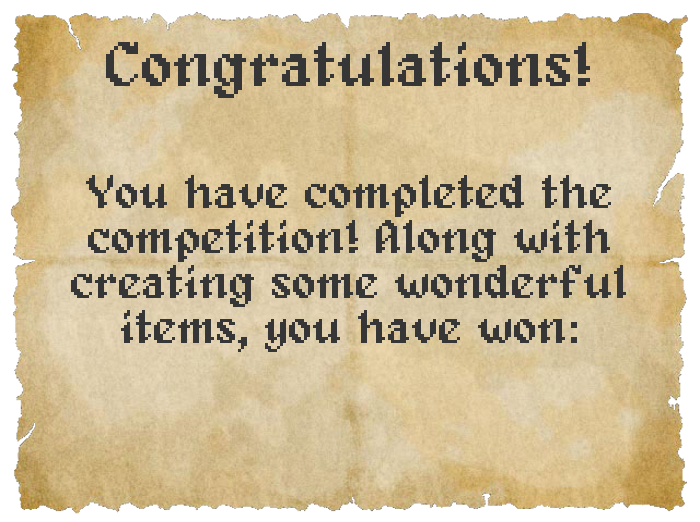 Congratulations!
You have completed the
competition! Along with
creating some wonderful
items, you have won: